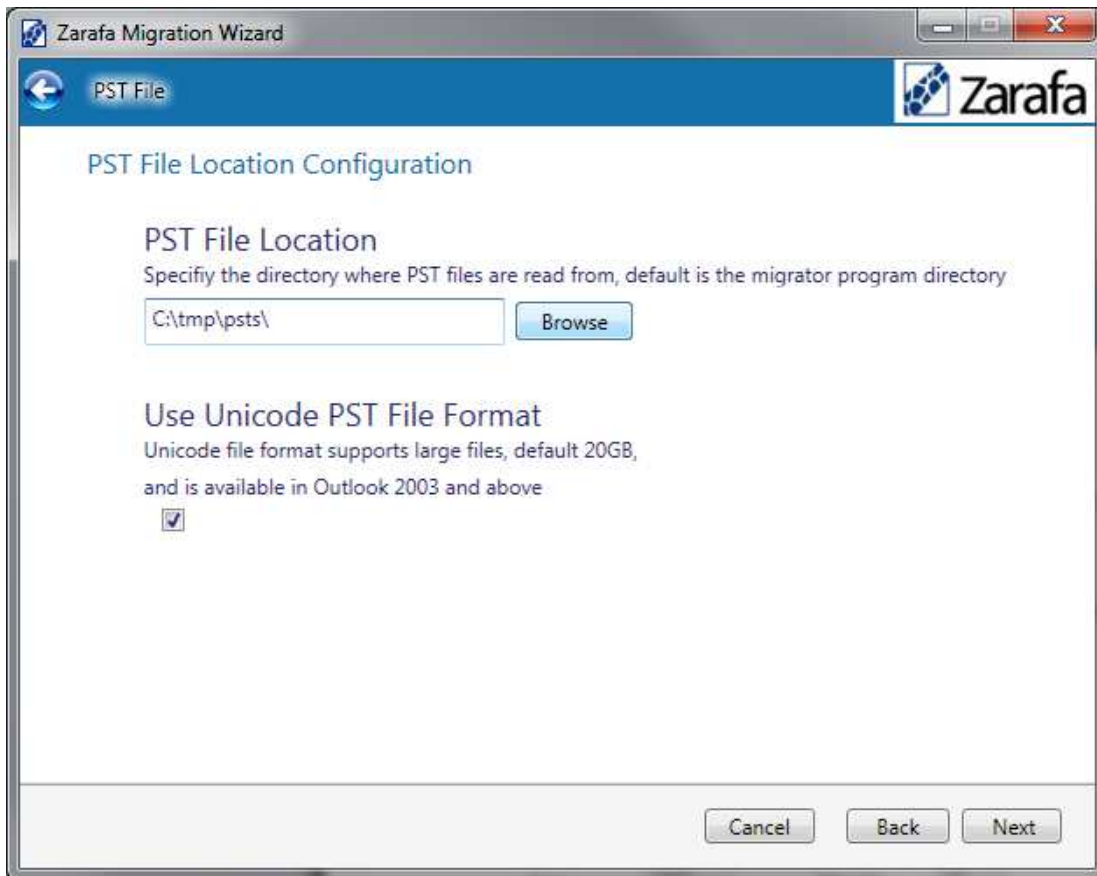 Zarafa Migration Wizard
PST File
Zarafa
PST File Location Configuration
PST File Location
Specifiy the directory where PST files are read from, default is the migrator program directory
C:\tmp\psts\
Browse
Use Unicode PST File Format
Unicode file format supports large files, default 20GB,
and is available in Outlook 2003 and above
Cancel
Back
Next